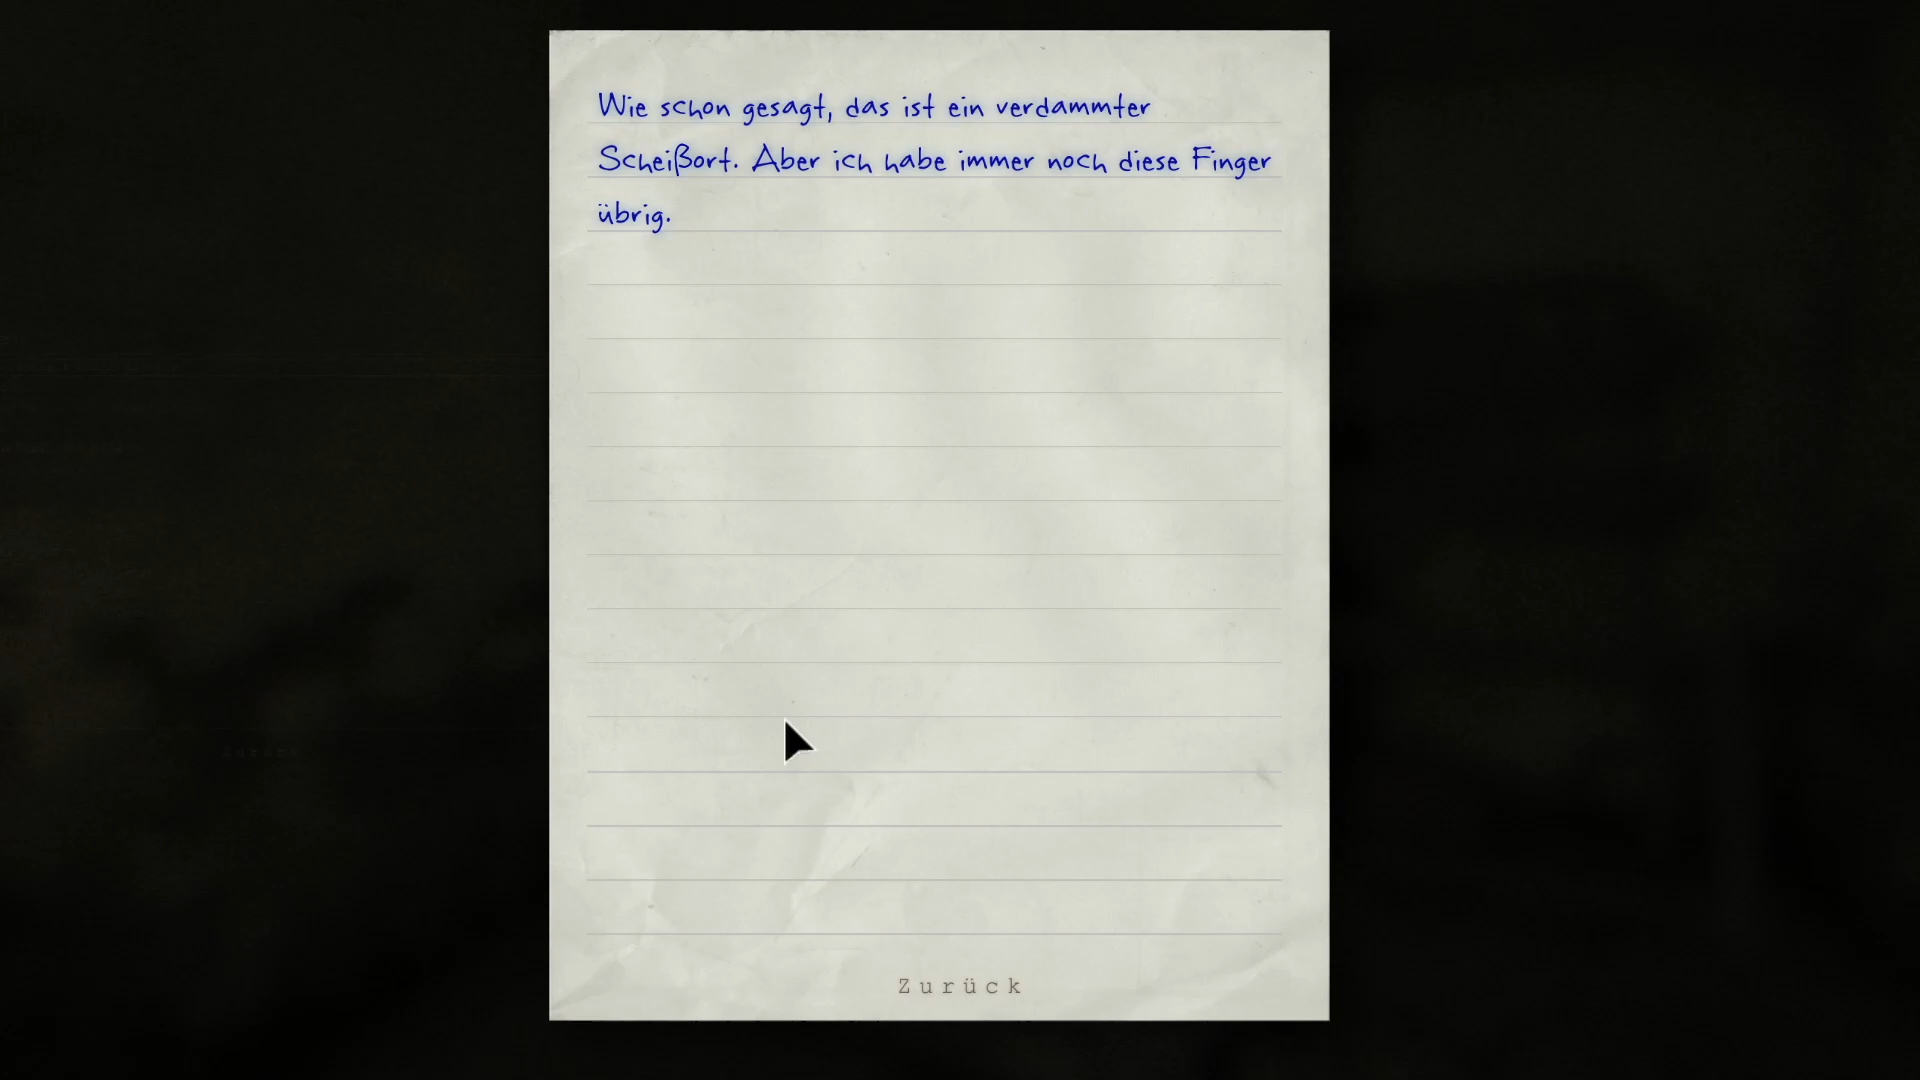 Wie schon gesagt, das ist ein verdammter
Scheißort. Aber ich habe immer noch diese Finger
übrig.
Zurück